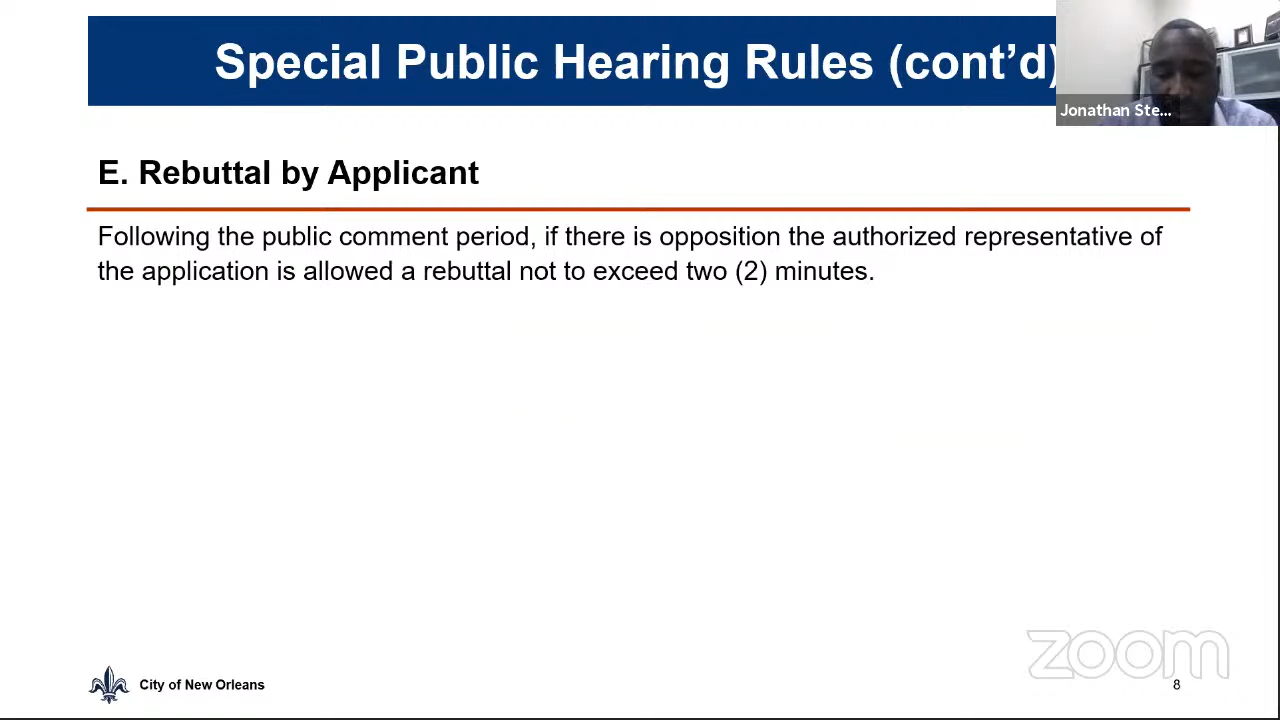 Special Public Hearing Rules (cont’d)
Jonathan Ste...
E. Rebuttal by Applicant
Following the public comment period, if there is opposition the authorized representative of
the application is allowed a rebuttal not to exceed two (2) minutes.
zoom
City of New Orleans
8